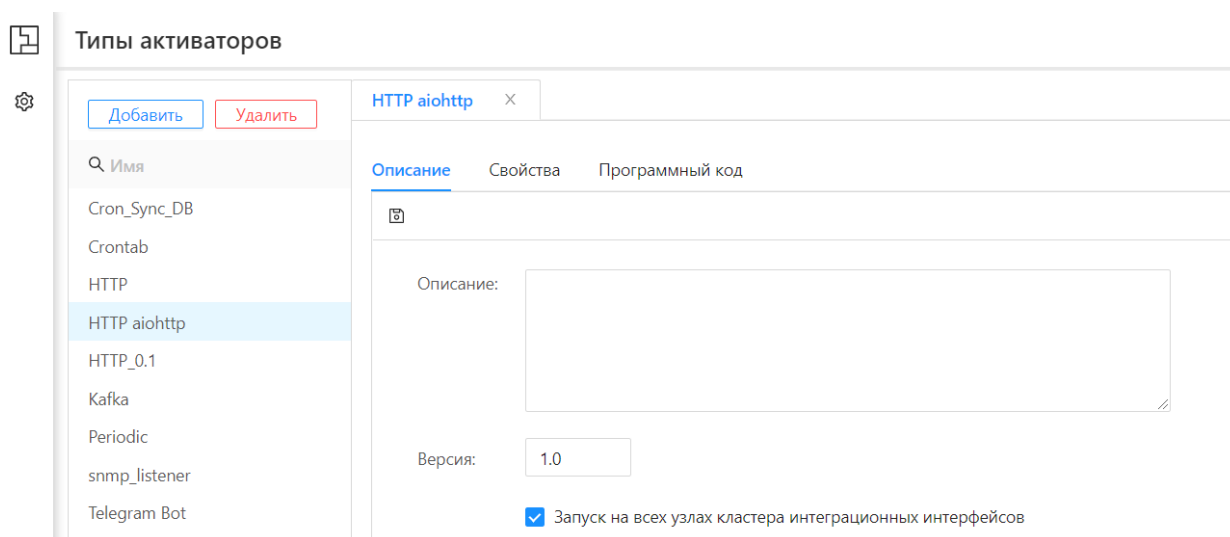 Типы активаторов
Добавить Удалить
Имя
Cron_Sync_DB
Crontab
HTTP
HTTP aiohttp
HTTP_0.1
Kafka
Periodic
snmp_listener
Telegram Bot
HTTP aiohttp
Описание Свойства Программный код
Описание:
Версия: 1.0
Запуск на всех узлах кластера интеграционных интерфейсов